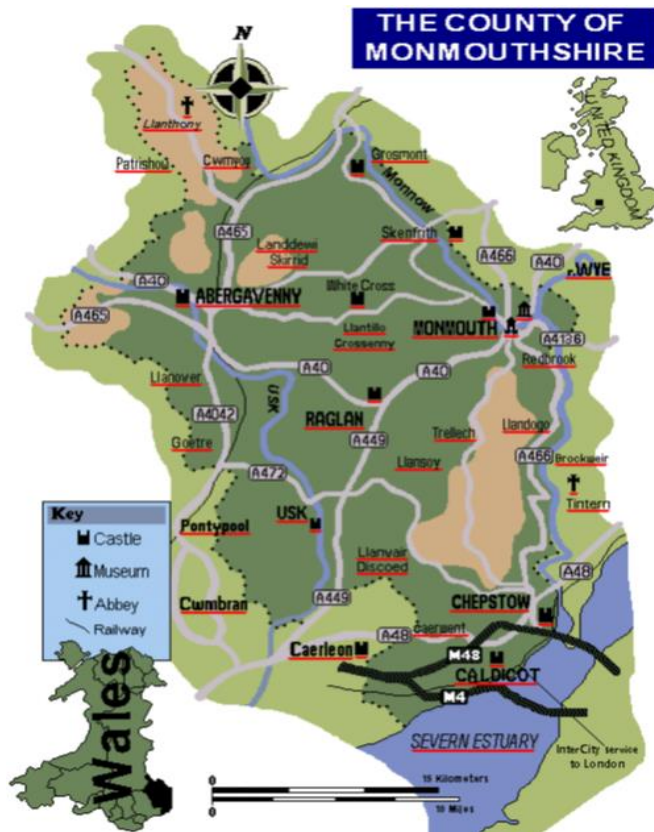 THE COUNTY OF
MONMOUTHSHIRE
N
UNITED KINGDOM
Llanthony
Patrishou
Cwmyoy
Grosmont
Monnow
Skenfrith
A465
A466
A40
Landdewi
Skirrid
r.WYE
A40
ABERGAVENNY
White Cross
A465
MONMOUTH
Llantilio
Crossenny
A4136
Redbrook
Llanover
A40
A40
USK
RAGLAN
A4042
Trellech
Llandogo
Goetre
A449
Llansoy
A466
Brockweir
A472
Tintern
Key
Castle
Museum
Abbey
Railway
USK
Pontypool
Llanvair
Discoed
A48
Cwmbran
A449
CHEPSTOW
A48
Caerwent
Caerleon
M48
CALDICOT
M4
Wales
SEVERN ESTUARY
InterCity service
to London
0
15 Kilometers
0
10 Miles